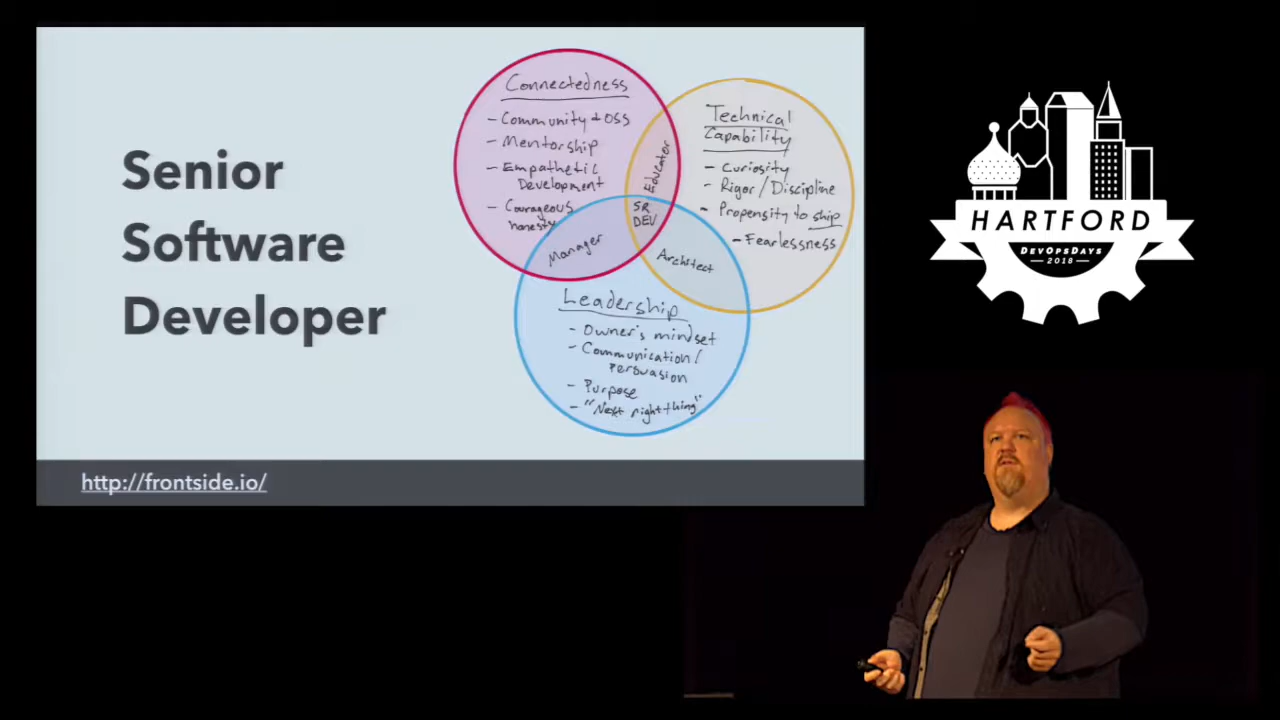 Senior
Software
Developer
Connectedness
- Community + OSS
- Mentorship
- Empathetic
Development
- Courageous
honesty
Technical
Capability
- Curiosity
- Rigor / Discipline
- Propensity to ship
- Fearlessness
Educator
SR
DEV
Manager
Architect
Leadership
- Owner's mindset
- Communication /
Persuasion
- Purpose
- "Next right thing"
http://frontside.io/
HARTFORD
DevOpsDays
- 2018 -